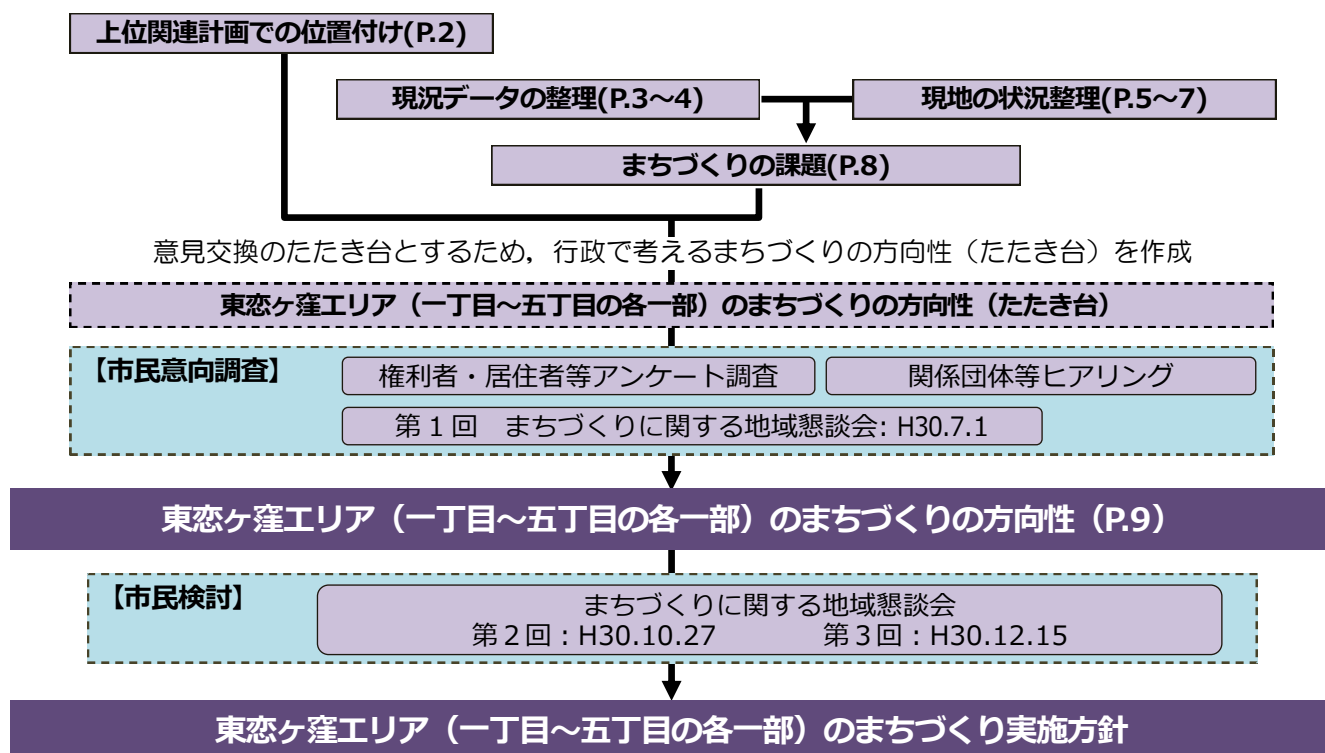 上位関連計画での位置付け(P.2)
現況データの整理(P.3～4)
現地の状況整理(P.5～7)
まちづくりの課題(P.8)
意見交換のたたき台とするため，行政で考えるまちづくりの方向性（たたき台）を作成
東恋ヶ窪エリア（一丁目～五丁目の各一部）のまちづくりの方向性（たたき台）
【市民意向調査】
権利者・居住者等アンケート調査
関係団体等ヒアリング
第１回　まちづくりに関する地域懇談会: H30.7.1
東恋ヶ窪エリア（一丁目～五丁目の各一部）のまちづくりの方向性（P.9）
【市民検討】
まちづくりに関する地域懇談会
第２回：H30.10.27　　　　第３回：H30.12.15
東恋ヶ窪エリア（一丁目～五丁目の各一部）のまちづくり実施方針